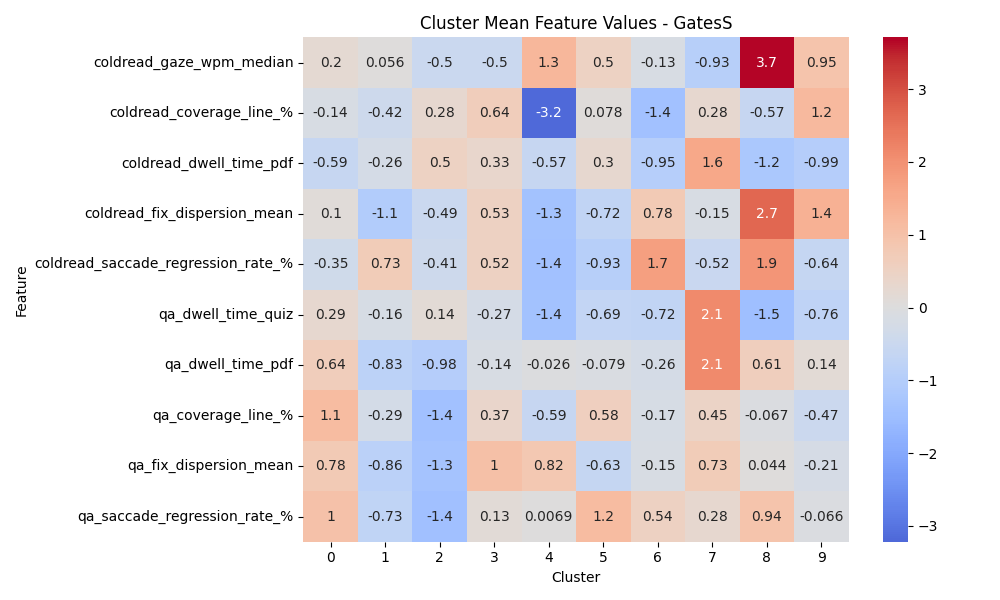 Cluster Mean Feature Values - GatesS
Feature
coldread_gaze_wpm_median 0.2 0.056 -0.5 -0.5 1.3 0.5 -0.13 -0.93 3.7 0.95
coldread_coverage_line_% -0.14 -0.42 0.28 0.64 -3.2 0.078 -1.4 0.28 -0.57 1.2
coldread_dwell_time_pdf -0.59 -0.26 0.5 0.33 -0.57 0.3 -0.95 1.6 -1.2 -0.99
coldread_fix_dispersion_mean 0.1 -1.1 -0.49 0.53 -1.3 -0.72 0.78 -0.15 2.7 1.4
coldread_saccade_regression_rate_% -0.35 0.73 -0.41 0.52 -1.4 -0.93 1.7 -0.52 1.9 -0.64
qa_dwell_time_quiz 0.29 -0.16 0.14 -0.27 -1.4 -0.69 -0.72 2.1 -1.5 -0.76
qa_dwell_time_pdf 0.64 -0.83 -0.98 -0.14 -0.026 -0.079 -0.26 2.1 0.61 0.14
qa_coverage_line_% 1.1 -0.29 -1.4 0.37 -0.59 0.58 -0.17 0.45 -0.067 -0.47
qa_fix_dispersion_mean 0.78 -0.86 -1.3 1 0.82 -0.63 -0.15 0.73 0.044 -0.21
qa_saccade_regression_rate_% 1 -0.73 -1.4 0.13 0.0069 1.2 0.54 0.28 0.94 -0.066
0 1 2 3 4 5 6 7 8 9
Cluster
3
2
1
0
−1
−2
−3